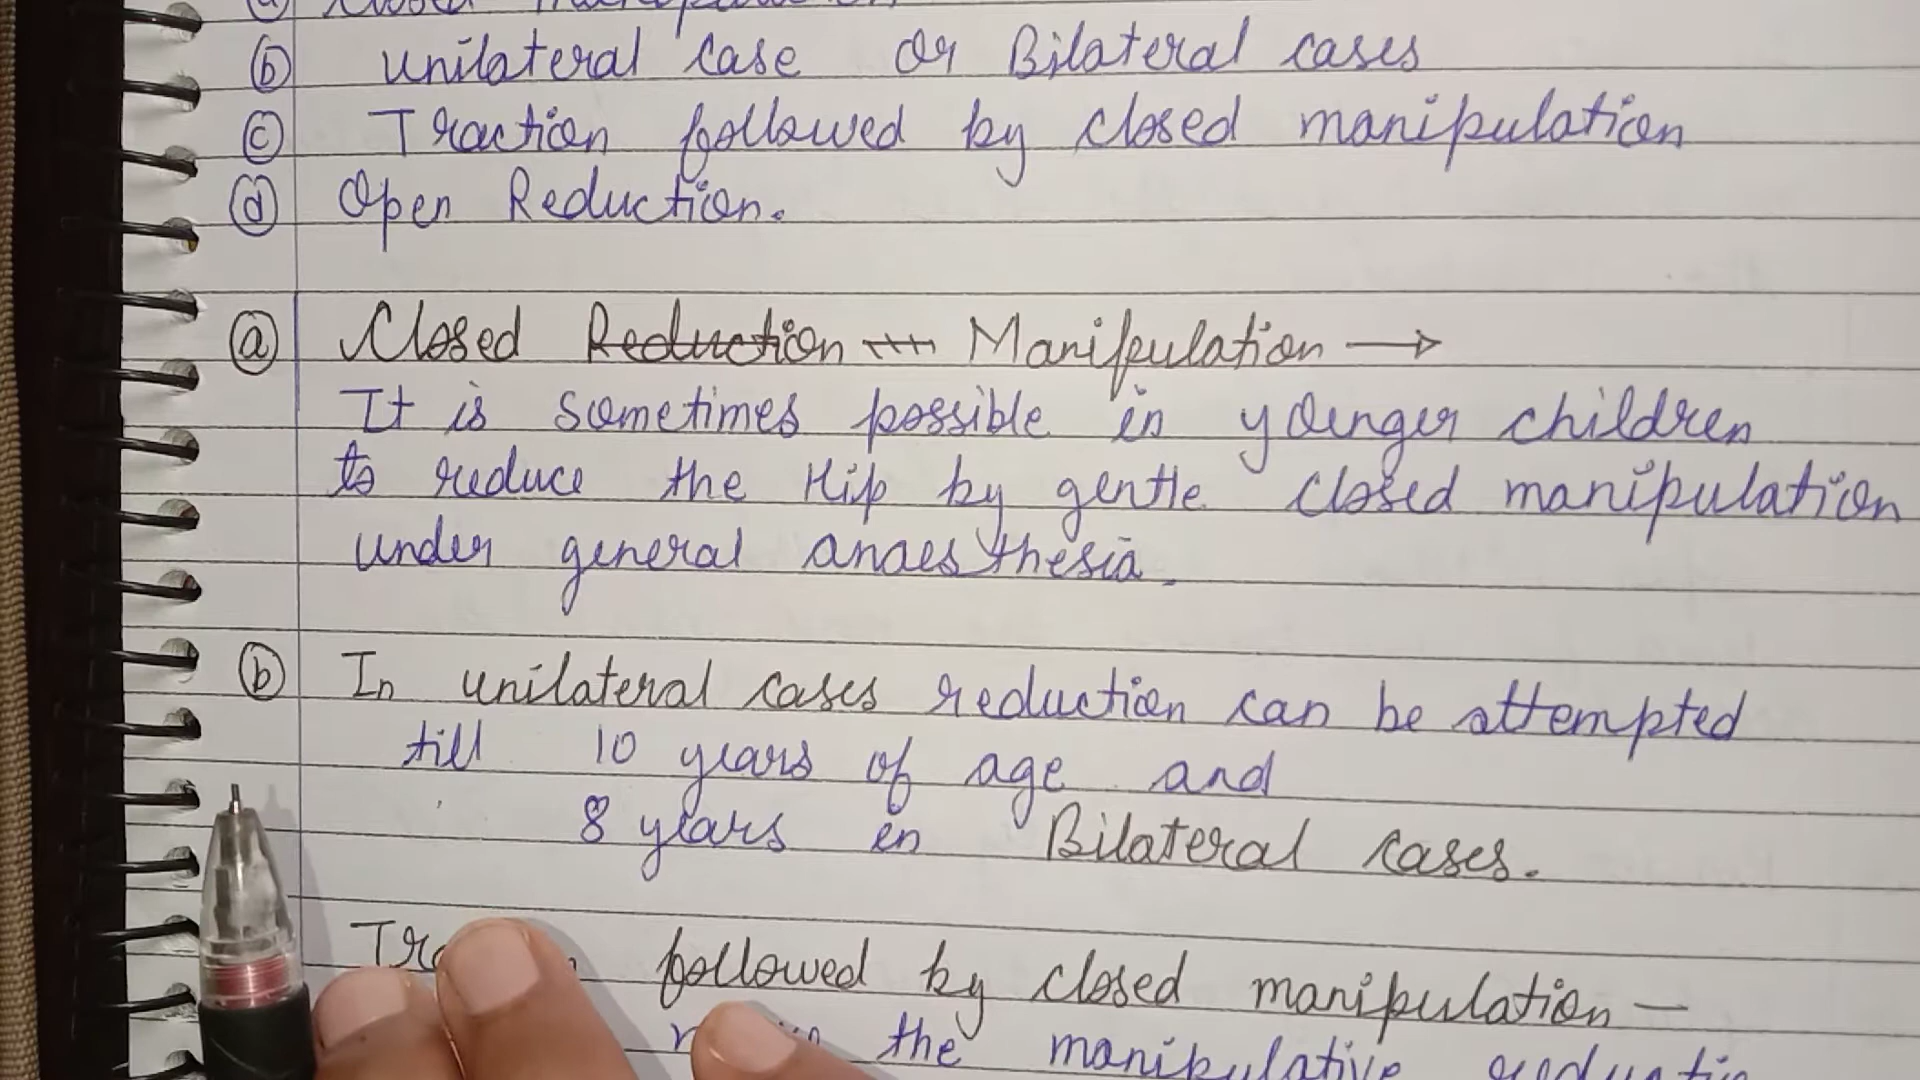 ⓐ Closed manipulation
ⓑ unilateral case or Bilateral cases
ⓒ Traction followed by closed manipulation
ⓓ Open Reduction.
ⓐ Closed Reduction Manipulation →
It is sometimes possible in younger children
to reduce the Hip by gentle closed manipulation
under general anaesthesia.
ⓑ In unilateral cases reduction can be attempted
till 10 years of age and
8 years in Bilateral cases.
followed by closed manipulation —
the manipulative